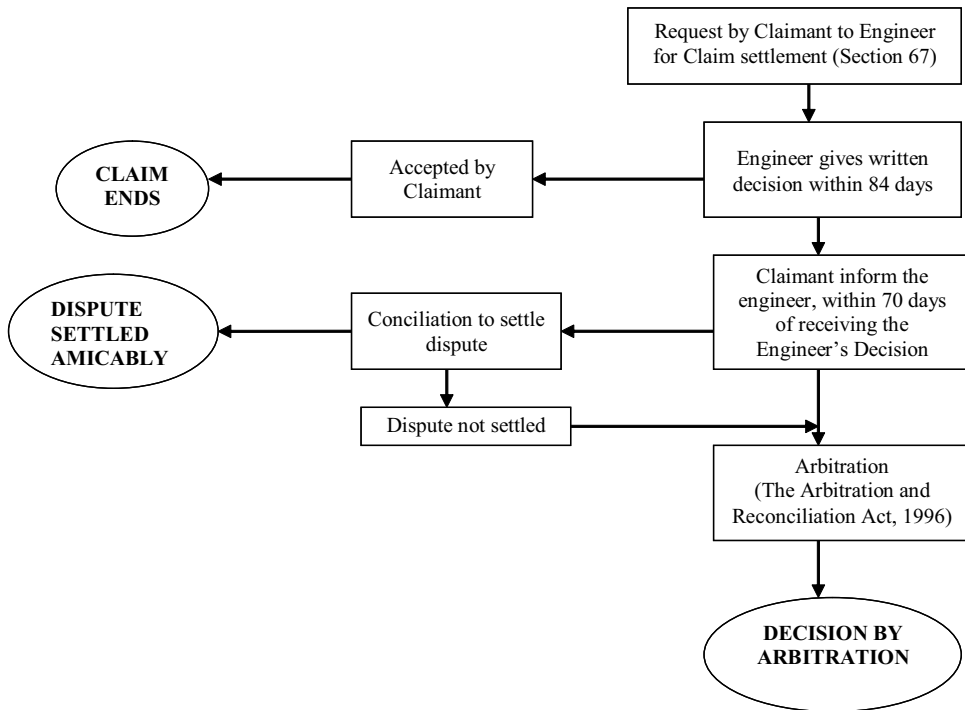 Request by Claimant to Engineer
for Claim settlement (Section 67)
Engineer gives written
decision within 84 days
Accepted by
Claimant
CLAIM
ENDS
Claimant inform the
engineer, within 70 days
of receiving the
Engineer's Decision
Conciliation to settle
dispute
DISPUTE
SETTLED
AMICABLY
Dispute not settled
Arbitration
(The Arbitration and
Reconciliation Act, 1996)
DECISION BY
ARBITRATION